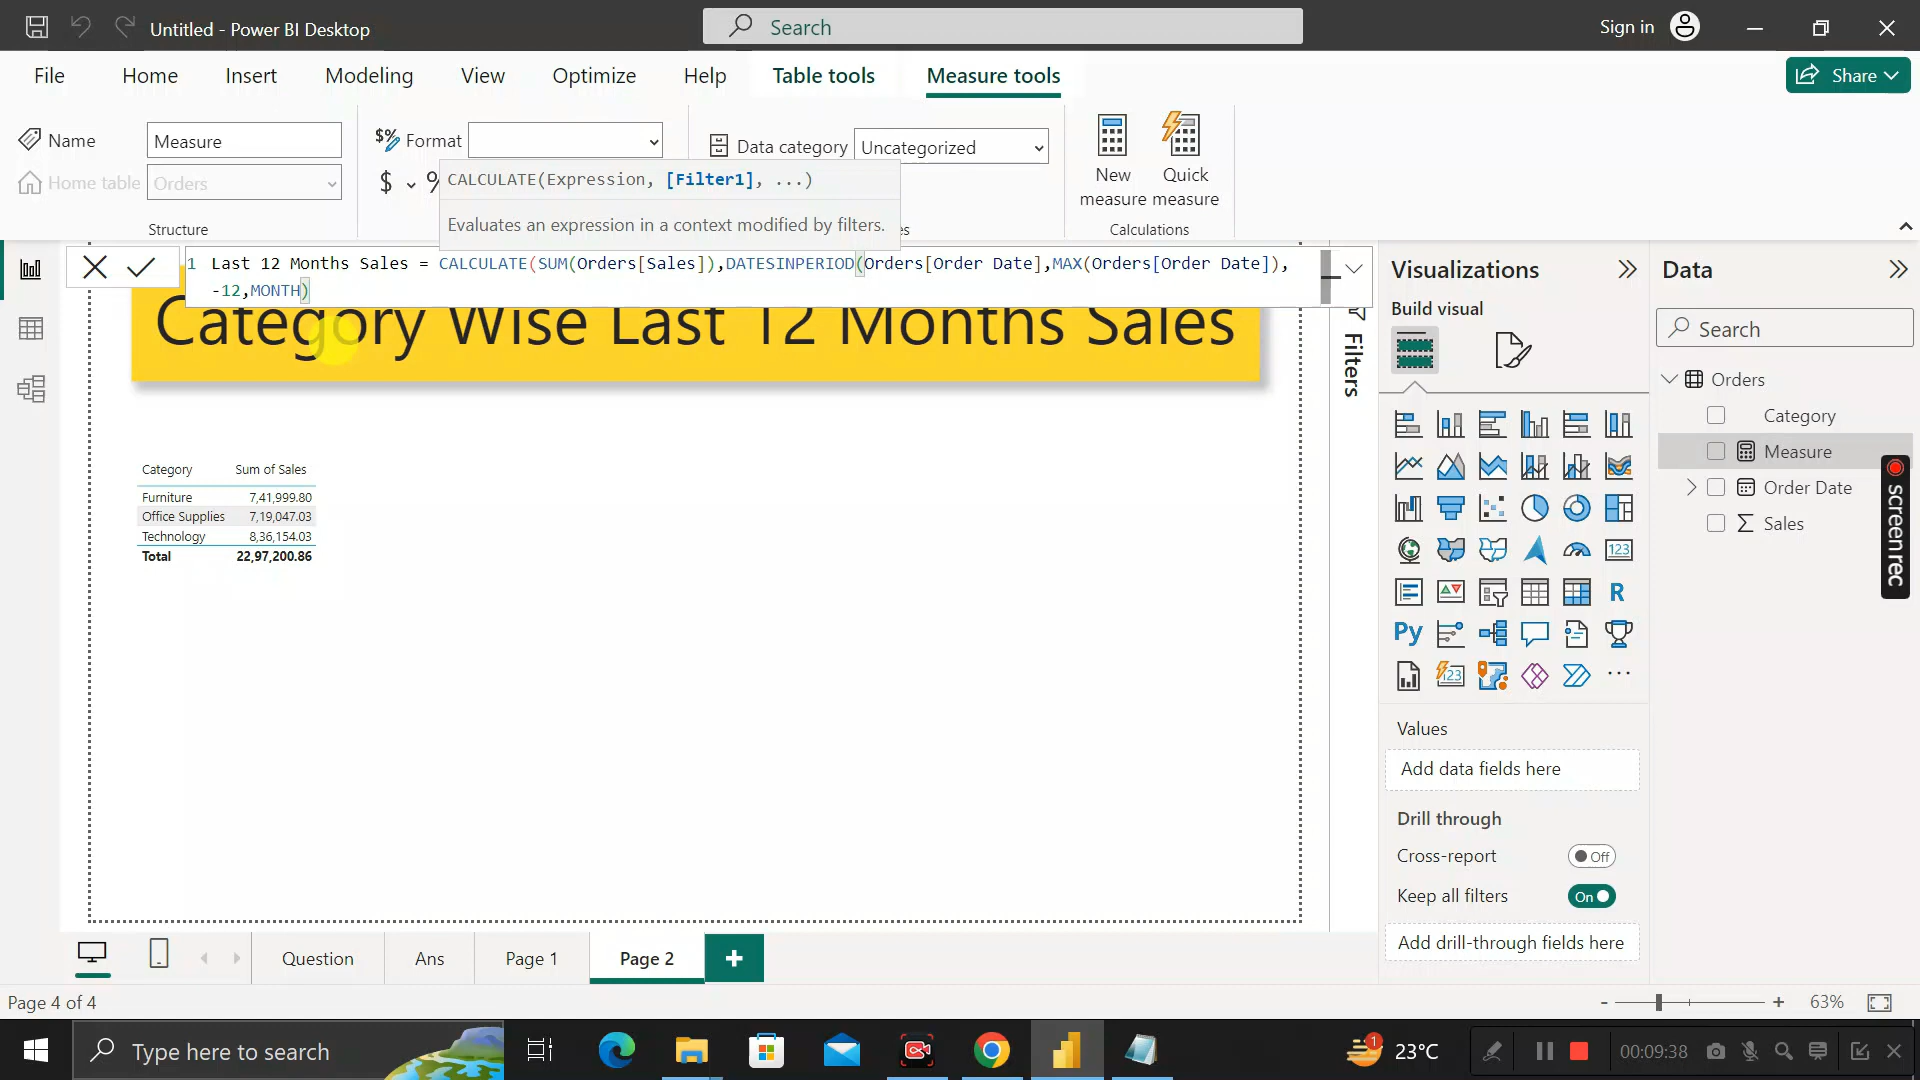 Untitled - Power BI Desktop
Search
Sign in
File Home Insert Modeling View Optimize Help Table tools Measure tools
Share
Name Measure
Home table Orders
Structure
$% Format
$ %
Data category Uncategorized
New measure
Quick measure
Calculations
CALCULATE(Expression, [Filter1], ...)
Evaluates an expression in a context modified by filters.
es
1 Last 12 Months Sales = CALCULATE(SUM(Orders[Sales]),DATESINPERIOD(Orders[Order Date],MAX(Orders[Order Date]),
-12,MONTH)
Category Wise Last 12 Months Sales
Category Sum of Sales
Furniture 7,41,999.80
Office Supplies 7,19,047.03
Technology 8,36,154.03
Total 22,97,200.86
Filters
Visualizations
Build visual
123
R
Py
123
...
Values
Add data fields here
Drill through
Cross-report Off
Keep all filters On
Add drill-through fields here
Data
Search
Orders
Category
Measure
Order Date
Sales
screen rec
Question Ans Page 1 Page 2 +
Page 4 of 4
- + 63%
Type here to search
1
23°C
00:09:38